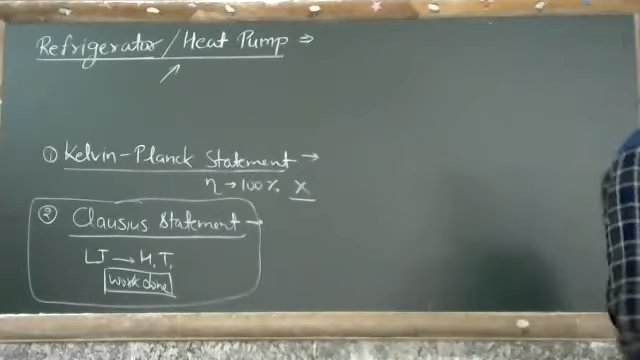 Refrigerator/Heat Pump ⇒
① Kelvin-Planck Statement →
η → 100% X
② Clausius Statement →
LT → H.T.
Work done